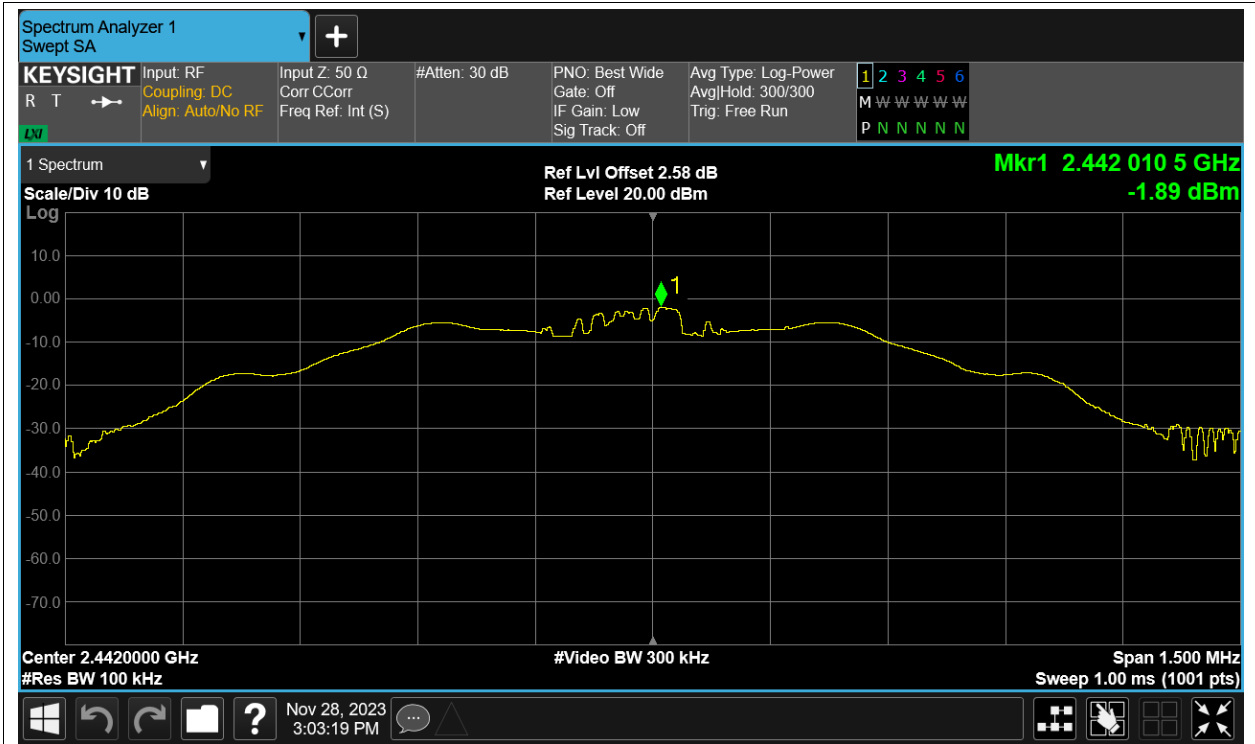 Spectrum Analyzer 1
Swept SA
KEYSIGHT
R T
LXI
Input: RF
Coupling: DC
Align: Auto/No RF
Input Z: 50 Ω
Corr CCorr
Freq Ref: Int (S)
#Atten: 30 dB
PNO: Best Wide
Gate: Off
IF Gain: Low
Sig Track: Off
Avg Type: Log-Power
Avg|Hold: 300/300
Trig: Free Run
1 2 3 4 5 6
M W W W W W
P N N N N N
1 Spectrum
Scale/Div 10 dB
Log
Ref Lvl Offset 2.58 dB
Ref Level 20.00 dBm
Mkr1 2.442 010 5 GHz
-1.89 dBm
1
10.0
0.00
-10.0
-20.0
-30.0
-40.0
-50.0
-60.0
-70.0
Center 2.4420000 GHz
#Res BW 100 kHz
#Video BW 300 kHz
Span 1.500 MHz
Sweep 1.00 ms (1001 pts)
?
Nov 28, 2023
3:03:19 PM